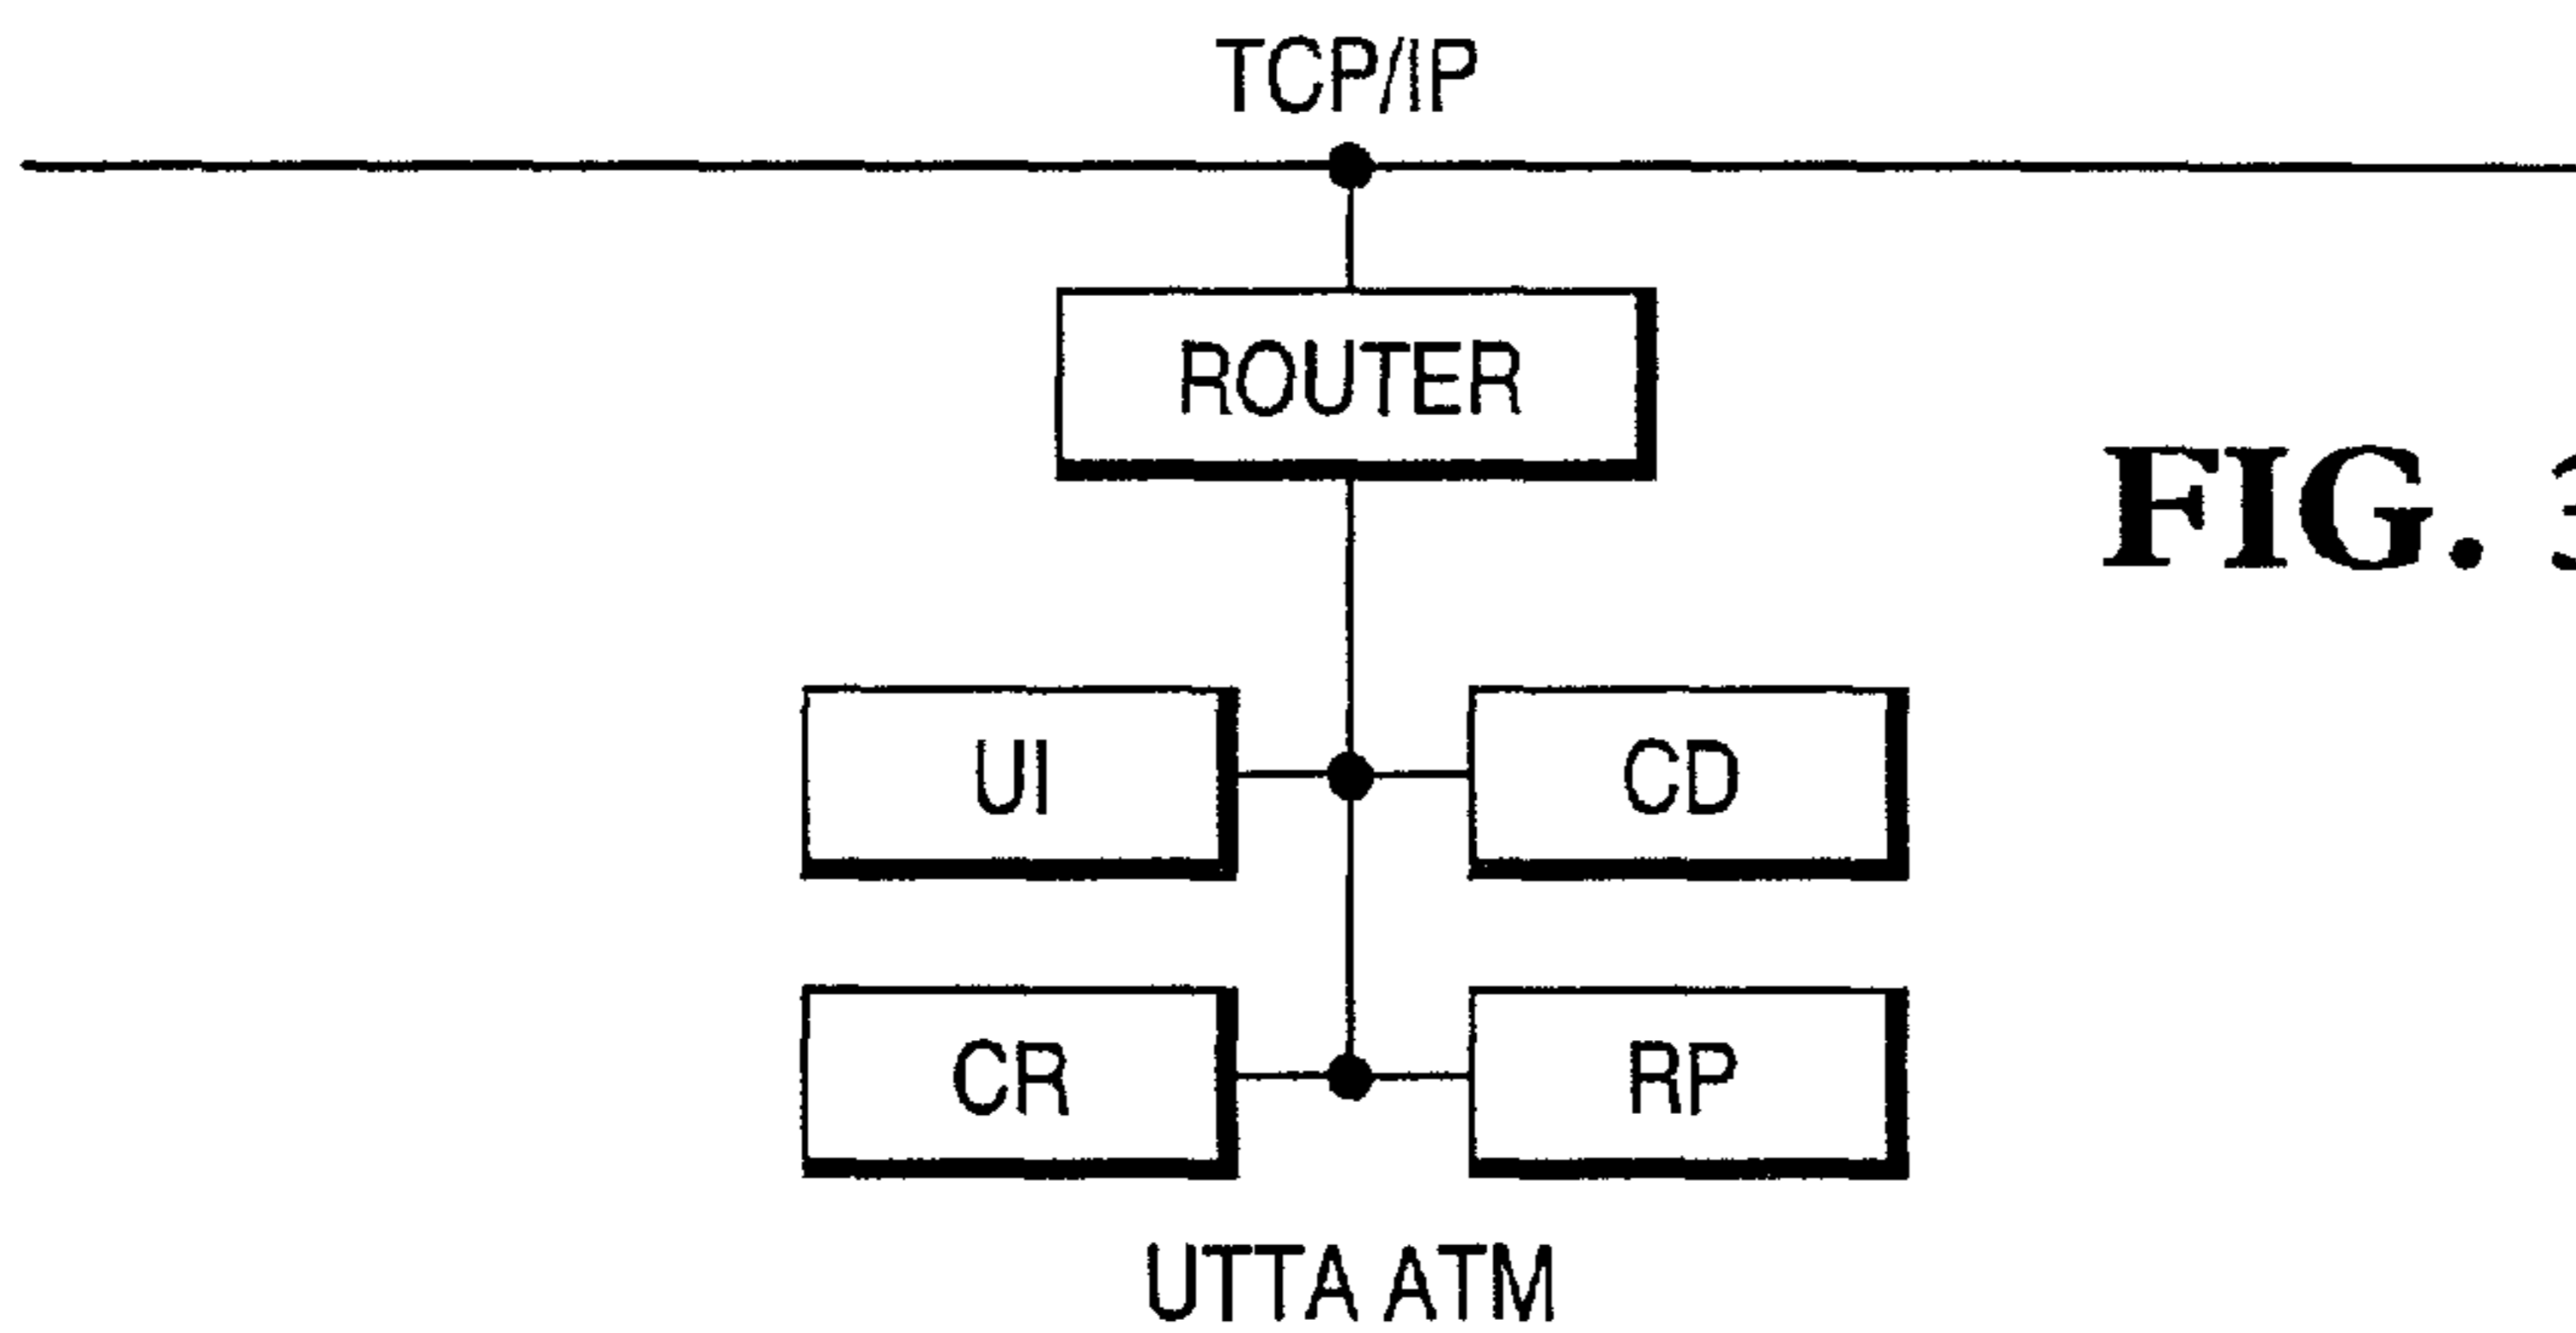 TCP/IP
ROUTER
FIG. 3
UI
CD
CR
RP
UTTA ATM